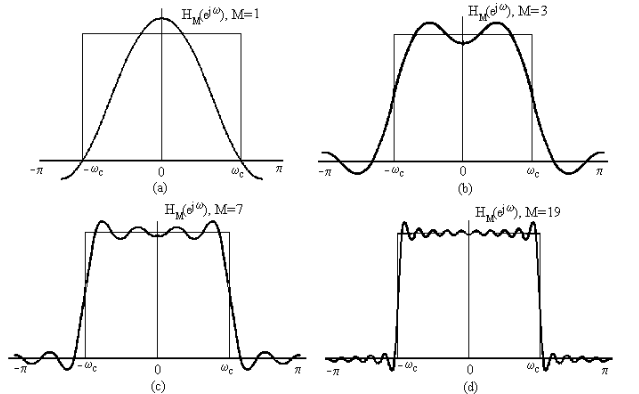 H_M(e^jω), M=1
-π -ω_c 0 ω_c π
(a)
H_M(e^jω), M=3
-π -ω_c 0 ω_c π
(b)
H_M(e^jω), M=7
-π -ω_c 0 ω_c π
(c)
H_M(e^jω), M=19
-π -ω_c 0 ω_c π
(d)